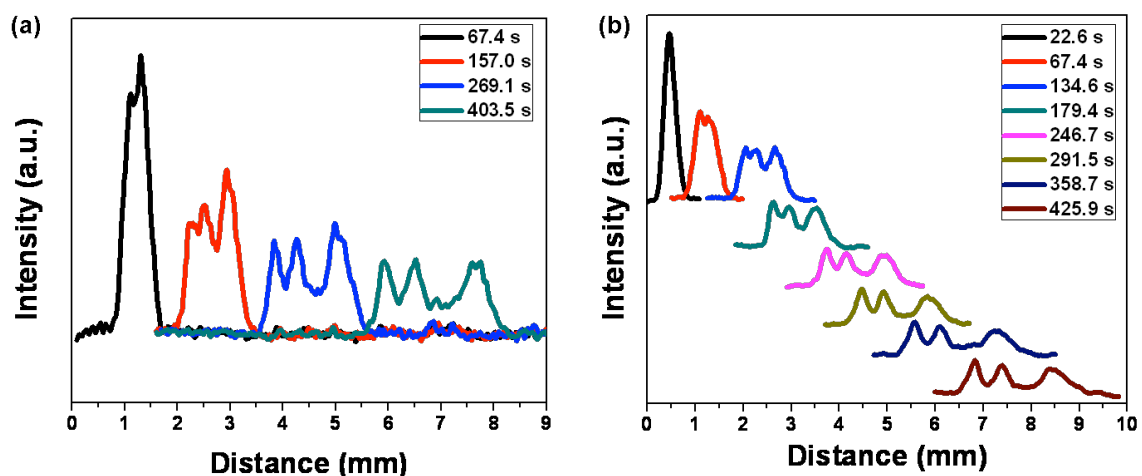 (a)
67.4 s
157.0 s
269.1 s
403.5 s
Intensity (a.u.)
0 1 2 3 4 5 6 7 8 9
Distance (mm)
(b)
22.6 s
67.4 s
134.6 s
179.4 s
246.7 s
291.5 s
358.7 s
425.9 s
Intensity (a.u.)
0 1 2 3 4 5 6 7 8 9 10
Distance (mm)